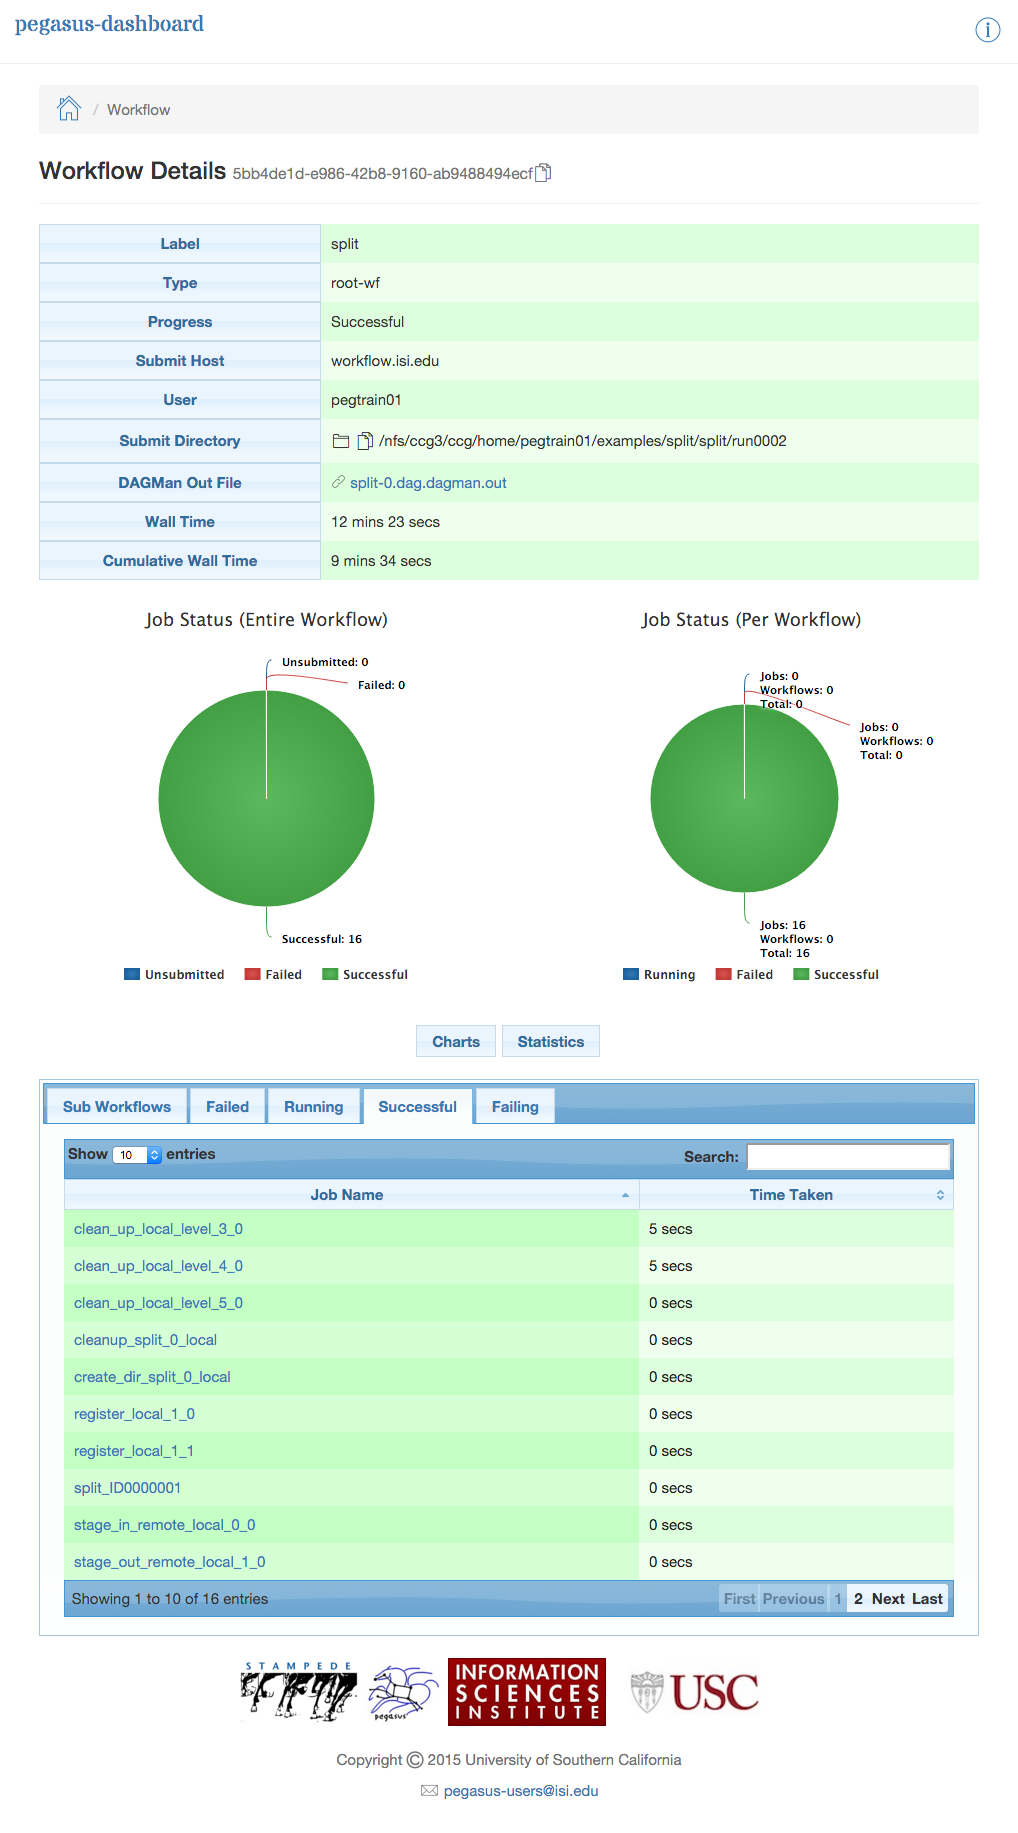 pegasus-dashboard
i
/ Workflow
Workflow Details 5bb4de1d-e986-42b8-9160-ab9488494ecf
Label split
Type root-wf
Progress Successful
Submit Host workflow.isi.edu
User pegtrain01
Submit Directory /nfs/ccg3/ccg/home/pegtrain01/examples/split/split/run0002
DAGMan Out File split-0.dag.dagman.out
Wall Time 12 mins 23 secs
Cumulative Wall Time 9 mins 34 secs
Job Status (Entire Workflow)
Unsubmitted: 0
Failed: 0
Successful: 16
Unsubmitted Failed Successful
Job Status (Per Workflow)
Jobs: 0
Workflows: 0
Total: 0
Jobs: 0
Workflows: 0
Total: 0
Jobs: 16
Workflows: 0
Total: 16
Running Failed Successful
Charts Statistics
Sub Workflows Failed Running Successful Failing
Show 10 entries Search:
Job Name Time Taken
clean_up_local_level_3_0 5 secs
clean_up_local_level_4_0 5 secs
clean_up_local_level_5_0 0 secs
cleanup_split_0_local 0 secs
create_dir_split_0_local 0 secs
register_local_1_0 0 secs
register_local_1_1 0 secs
split_ID0000001 0 secs
stage_in_remote_local_0_0 0 secs
stage_out_remote_local_1_0 0 secs
Showing 1 to 10 of 16 entries First Previous 1 2 Next Last
STAMPEDE
pegasus
INFORMATION
SCIENCES
INSTITUTE
USC
Copyright © 2015 University of Southern California
pegasus-users@isi.edu